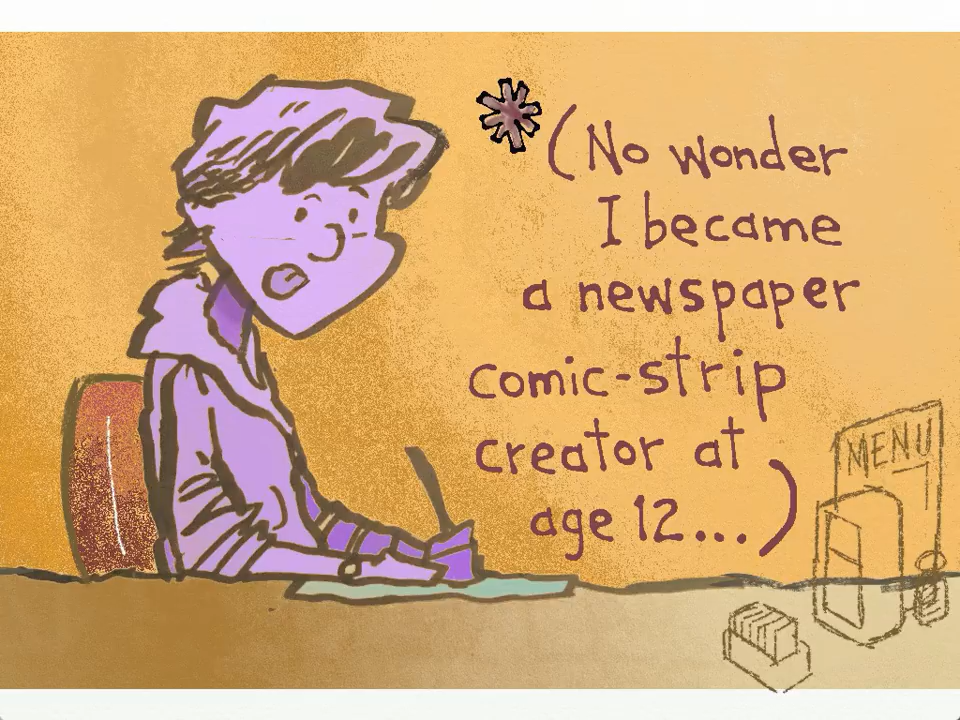 *(No wonder
I became
a newspaper
comic-strip
creator at
age 12...)
MENU